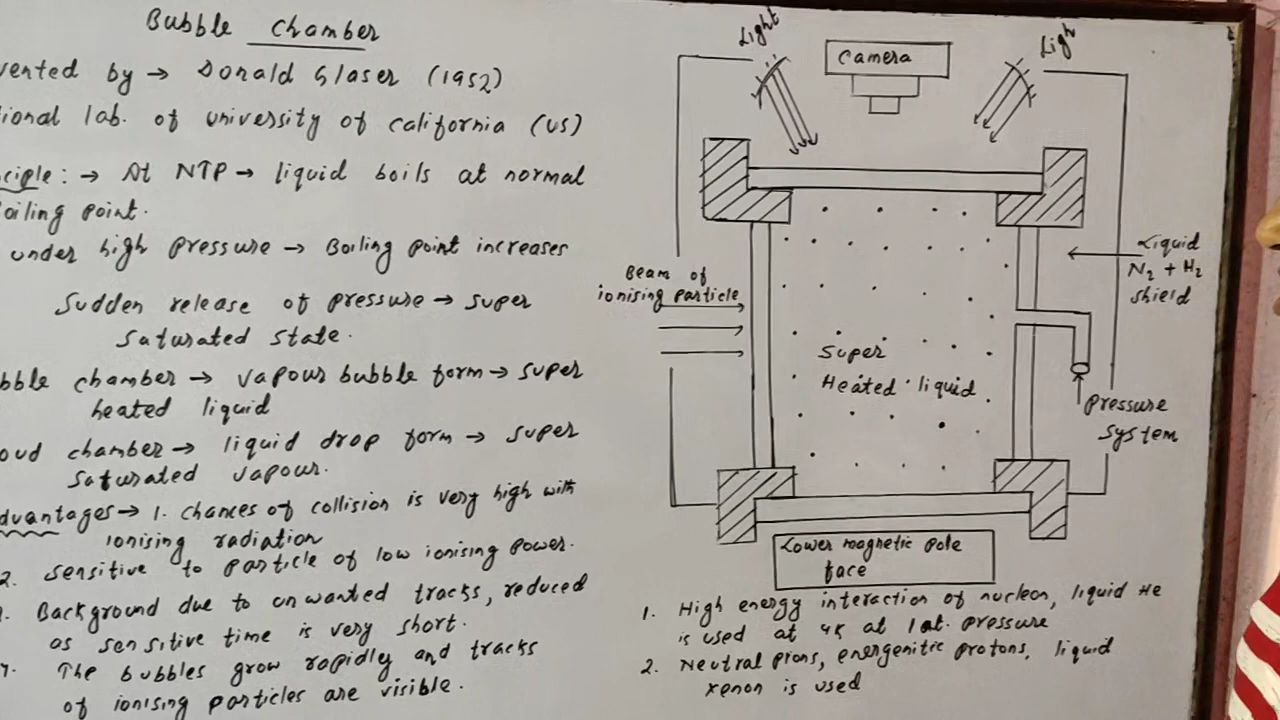 Bubble chamber
vented by → Donald Glaser (1952)
ional lab. of university of california (US)
ciple: → At NTP → liquid boils at normal
oiling point.
under high pressure → Boiling point increases
Sudden release of pressure → super
saturated state.
bble chamber → vapour bubble form → super
heated liquid
oud chamber → liquid drop form → super
saturated vapour.
dvantages → 1. chances of collision is very high with
ionising radiation
2. sensitive to particle of low ionising power.
Background due to unwanted tracks, reduced
as sensitive time is very short.
The bubbles grow rapidly and tracks
of ionising particles are visible.
Light
camera
Ligh
Beam of
ionising particle
Liquid
N2 + H2
shield
Super
Heated liquid
pressure
system
Lower magnetic pole
face
1. High energy interaction of nucleon, liquid He
is used at 4K at 1at. pressure
2. Neutral pions, energenitic protons, liquid
xenon is used